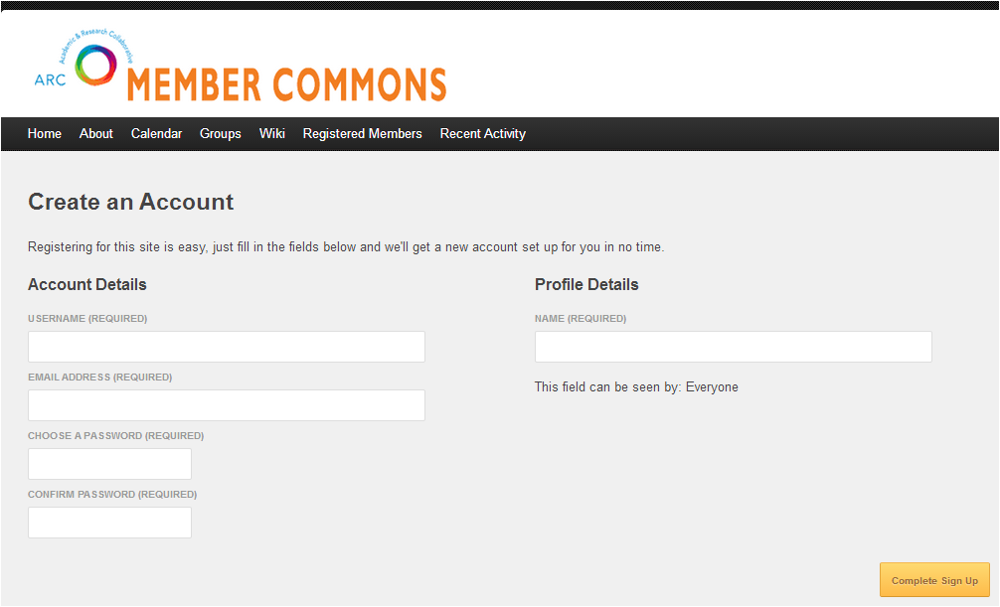 Academic & Research Collaborative
ARC
MEMBER COMMONS
Home About Calendar Groups Wiki Registered Members Recent Activity
Create an Account
Registering for this site is easy, just fill in the fields below and we'll get a new account set up for you in no time.
Account Details
USERNAME (REQUIRED)
EMAIL ADDRESS (REQUIRED)
CHOOSE A PASSWORD (REQUIRED)
CONFIRM PASSWORD (REQUIRED)
Profile Details
NAME (REQUIRED)
This field can be seen by: Everyone
Complete Sign Up